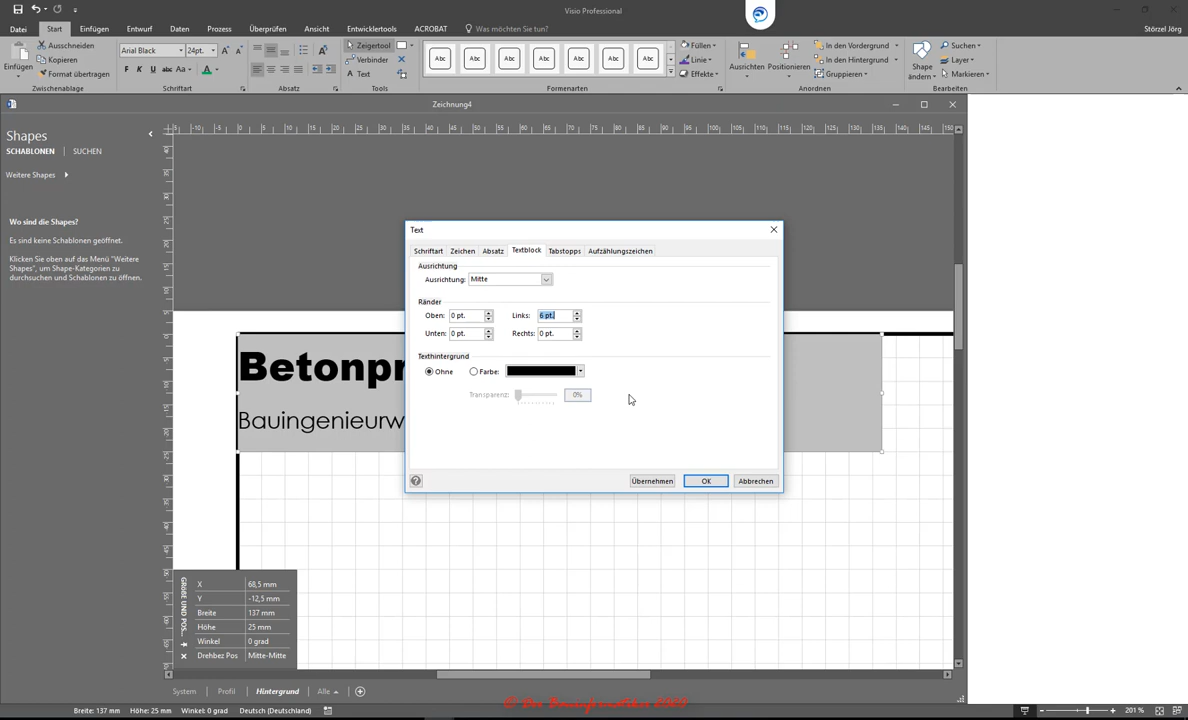 Visio Professional
Datei Start Einfügen Entwurf Daten Prozess Überprüfen Ansicht Entwicklertools ACROBAT Was möchten Sie tun? Störzel Jörg
Einfügen
Ausschneiden
Kopieren
Format übertragen
Zwischenablage
Arial Black 24pt.
F K U abc Aa A
Schriftart
Absatz
Zeigertool
Verbinder
A Text
Tools
Abc Abc Abc Abc Abc Abc Abc
Füllen
Linie
Effekte
Formenarten
Ausrichten
Positionieren
In den Vordergrund
In den Hintergrund
Gruppieren
Anordnen
Shape
ändern
Suchen
Layer
Markieren
Bearbeiten
Zeichnung4
Shapes
SCHABLONEN SUCHEN
Weitere Shapes
Wo sind die Shapes?
Es sind keine Schablonen geöffnet.
Klicken Sie oben auf das Menü "Weitere
Shapes", um Shape-Kategorien zu
durchsuchen und Schablonen zu öffnen.
Betonpr
Bauingenieurw
Text
Schriftart Zeichen Absatz Textblock Tabstopps Aufzählungszeichen
Ausrichtung
Ausrichtung: Mitte
Ränder
Oben: 0 pt. Links: 6 pt.
Unten: 0 pt. Rechts: 0 pt.
Texthintergrund
Ohne Farbe:
Transparenz: 0%
Übernehmen OK Abbrechen
GRÖßE UND POS...
X 68,5 mm
Y -12,5 mm
Breite 137 mm
Höhe 25 mm
Winkel 0 grad
Drehbez Pos Mitte-Mitte
System Profil Hintergrund Alle
© Der Bauinformatiker 2020
Breite: 137 mm Höhe: 25 mm Winkel: 0 grad Deutsch (Deutschland) 201 %